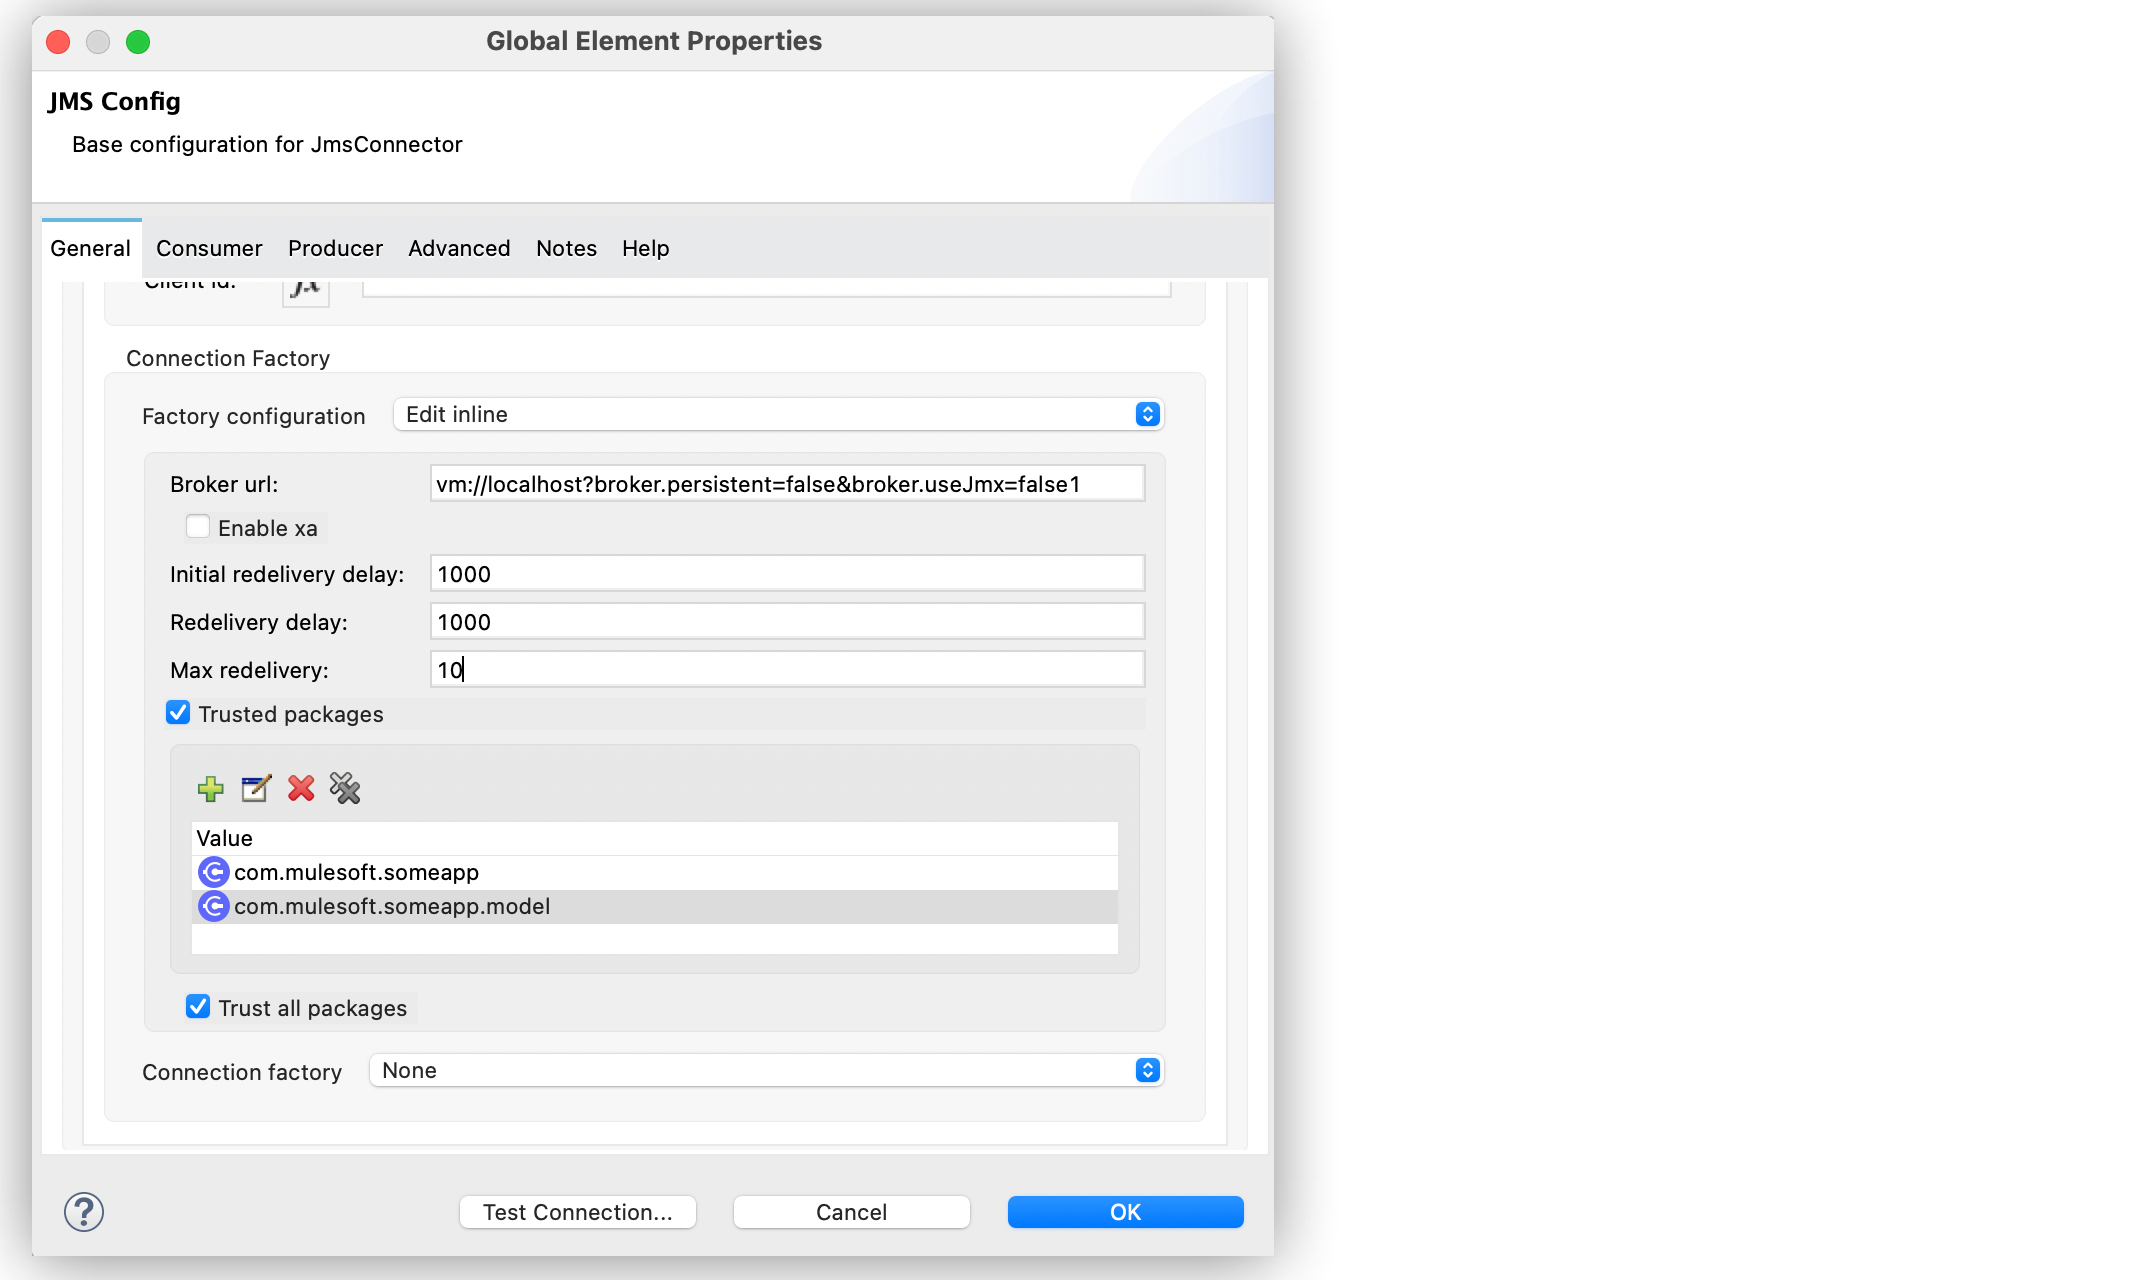 Global Element Properties
JMS Config
Base configuration for JmsConnector
General Consumer Producer Advanced Notes Help
Client id:
Connection Factory
Factory configuration Edit inline
Broker url: vm://localhost?broker.persistent=false&broker.useJmx=false1
Enable xa
Initial redelivery delay: 1000
Redelivery delay: 1000
Max redelivery: 10
Trusted packages
Value
com.mulesoft.someapp
com.mulesoft.someapp.model
Trust all packages
Connection factory None
? Test Connection... Cancel OK